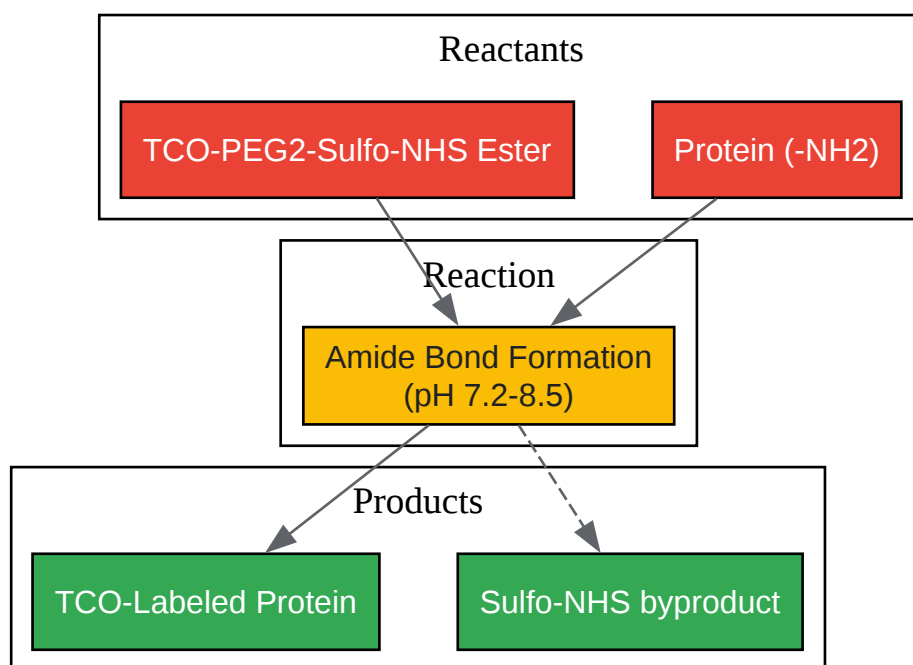 Reactants
TCO-PEG2-Sulfo-NHS Ester
Protein (-NH2)
Reaction
Amide Bond Formation
(pH 7.2-8.5)
Products
TCO-Labeled Protein
Sulfo-NHS byproduct